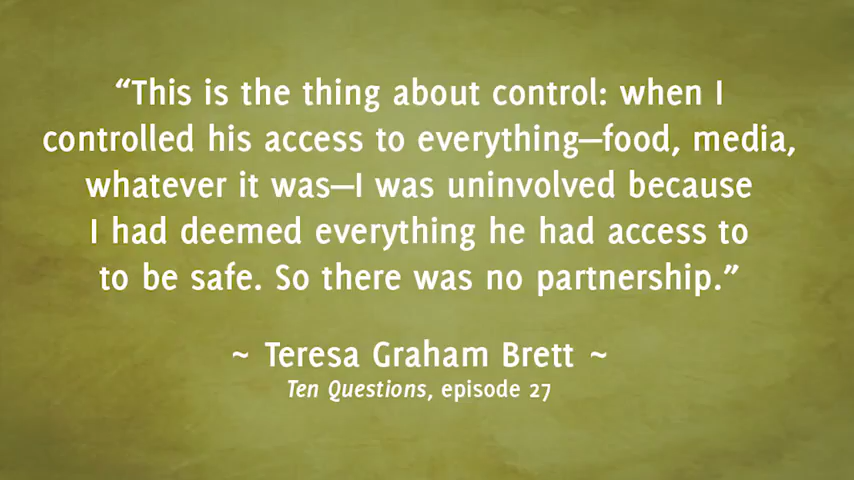 “This is the thing about control: when I
controlled his access to everything—food, media,
whatever it was—I was uninvolved because
I had deemed everything he had access to
to be safe. So there was no partnership.”
~ Teresa Graham Brett ~
Ten Questions, episode 27